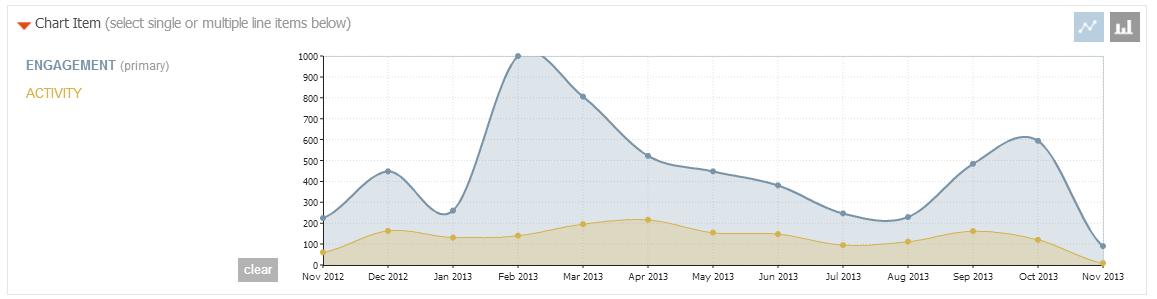 Chart Item (select single or multiple line items below)
ENGAGEMENT (primary)
ACTIVITY
clear
1000
900
800
700
600
500
400
300
200
100
0
Nov 2012 Dec 2012 Jan 2013 Feb 2013 Mar 2013 Apr 2013 May 2013 Jun 2013 Jul 2013 Aug 2013 Sep 2013 Oct 2013 Nov 2013